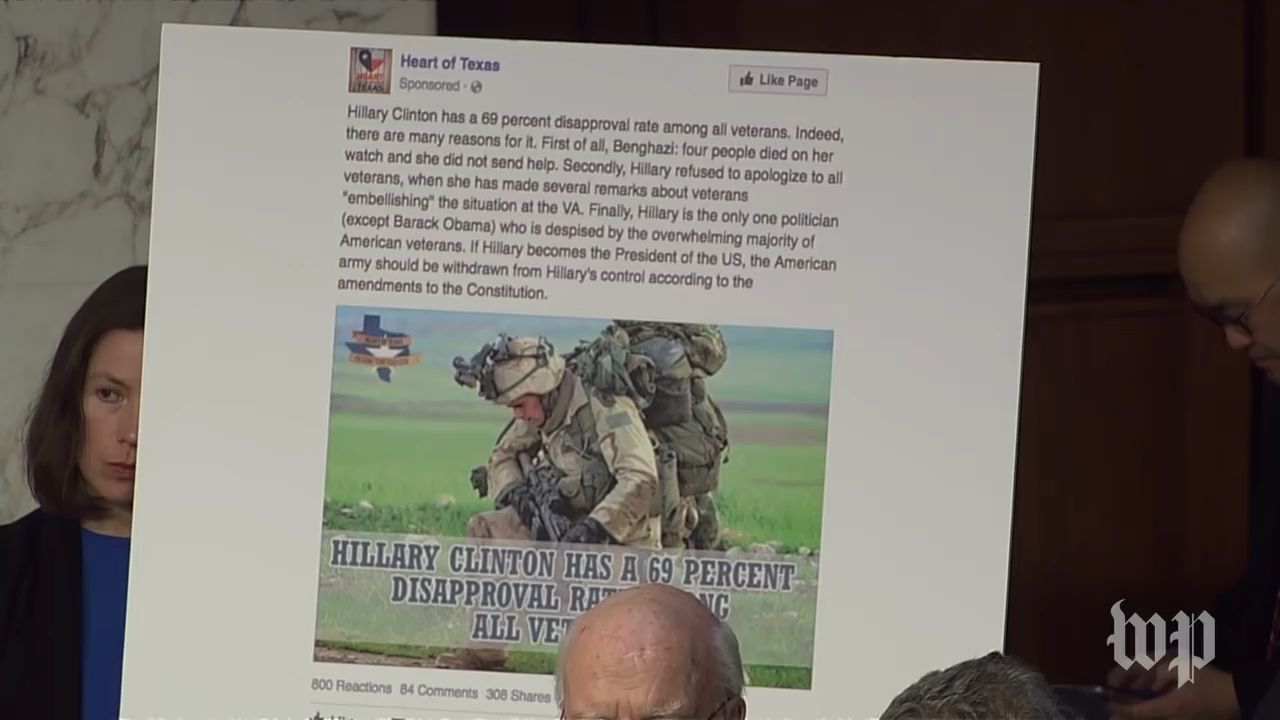 Heart of Texas
Sponsored ·
Like Page
Hillary Clinton has a 69 percent disapproval rate among all veterans. Indeed,
there are many reasons for it. First of all, Benghazi: four people died on her
watch and she did not send help. Secondly, Hillary refused to apologize to all
veterans, when she has made several remarks about veterans
"embellishing" the situation at the VA. Finally, Hillary is the only one politician
(except Barack Obama) who is despised by the overwhelming majority of
American veterans. If Hillary becomes the President of the US, the American
army should be withdrawn from Hillary's control according to the
amendments to the Constitution.
HILLARY CLINTON HAS A 69 PERCENT
DISAPPROVAL
ALL
800 Reactions 84 Comments 308 Shares
wp